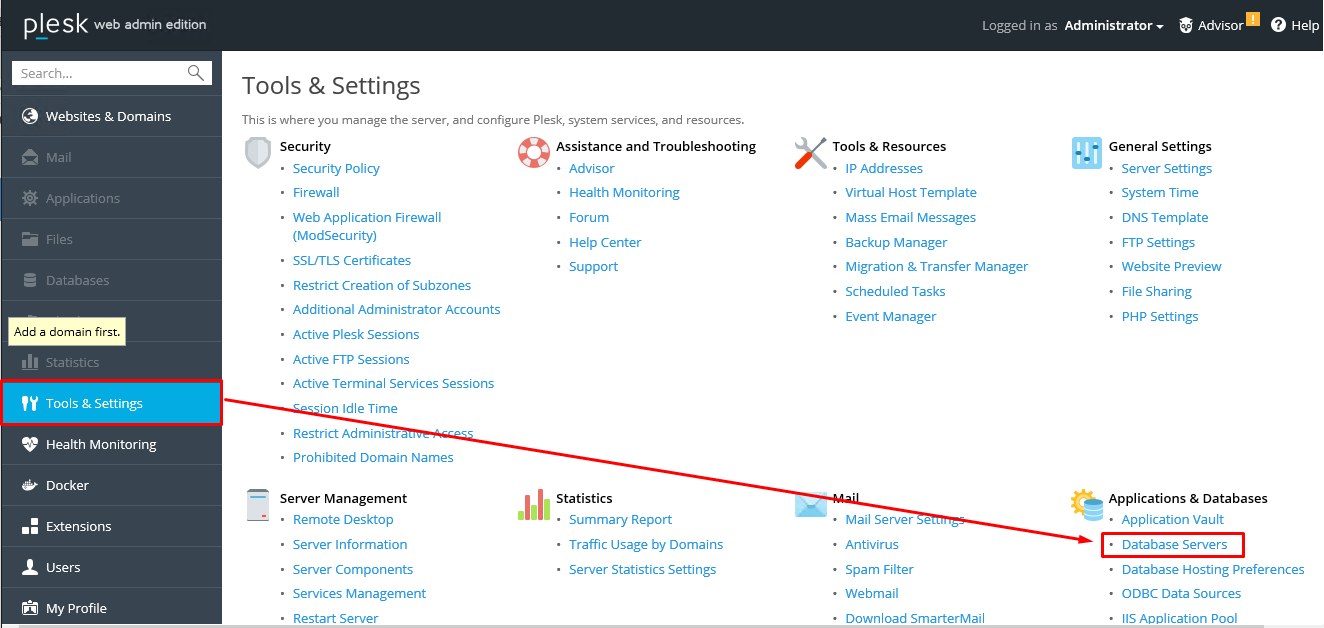 plesk web admin edition
Logged in as Administrator
Advisor
!
Help
Search...
Websites & Domains
Mail
Applications
Files
Databases
Add a domain first.
Statistics
Tools & Settings
Health Monitoring
Docker
Extensions
Users
My Profile
Tools & Settings
This is where you manage the server, and configure Plesk, system services, and resources.
Security
Security Policy
Firewall
Web Application Firewall
(ModSecurity)
SSL/TLS Certificates
Restrict Creation of Subzones
Additional Administrator Accounts
Active Plesk Sessions
Active FTP Sessions
Active Terminal Services Sessions
Session Idle Time
Restrict Administrative Access
Prohibited Domain Names
Assistance and Troubleshooting
Advisor
Health Monitoring
Forum
Help Center
Support
Tools & Resources
IP Addresses
Virtual Host Template
Mass Email Messages
Backup Manager
Migration & Transfer Manager
Scheduled Tasks
Event Manager
General Settings
Server Settings
System Time
DNS Template
FTP Settings
Website Preview
File Sharing
PHP Settings
Server Management
Remote Desktop
Server Information
Server Components
Services Management
Restart Server
Statistics
Summary Report
Traffic Usage by Domains
Server Statistics Settings
Mail
Mail Server Settings
Antivirus
Spam Filter
Webmail
Download SmarterMail
Applications & Databases
Application Vault
Database Servers
Database Hosting Preferences
ODBC Data Sources
IIS Application Pool